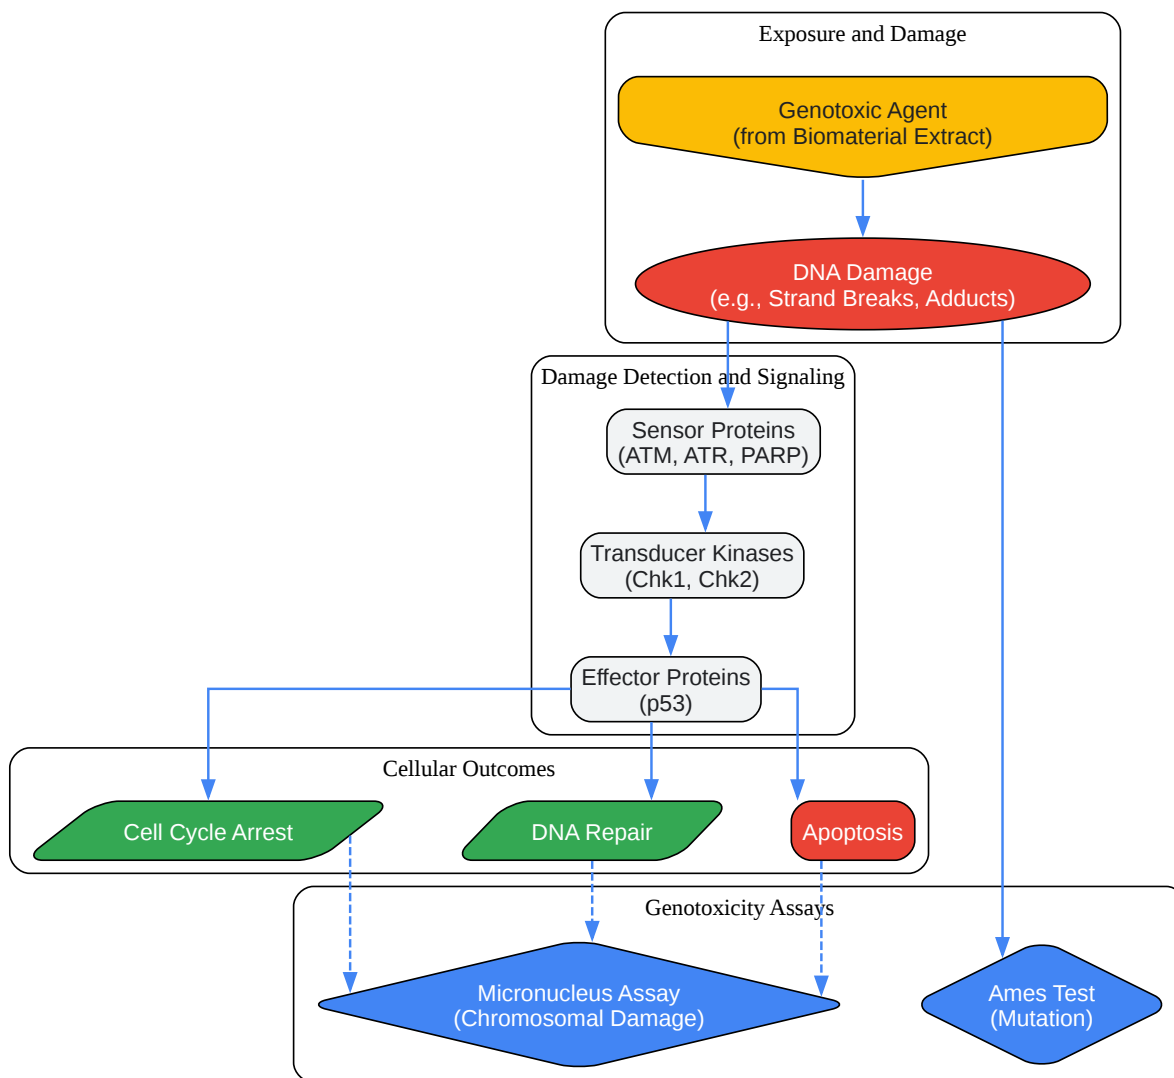 Exposure and Damage
Genotoxic Agent
(from Biomaterial Extract)
DNA Damage
(e.g., Strand Breaks, Adducts)
Damage Detection and Signaling
Sensor Proteins
(ATM, ATR, PARP)
Transducer Kinases
(Chk1, Chk2)
Effector Proteins
(p53)
Cellular Outcomes
Cell Cycle Arrest
DNA Repair
Apoptosis
Genotoxicity Assays
Micronucleus Assay
(Chromosomal Damage)
Ames Test
(Mutation)